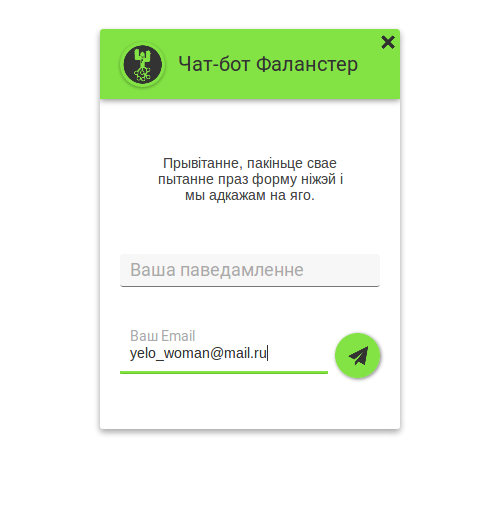 Чат-бот Фаланстер
Прывітанне, пакіньце свае
пытанне праз форму ніжэй і
мы адкажам на яго.
Ваша паведамленне
Ваш Email
yelo_woman@mail.ru